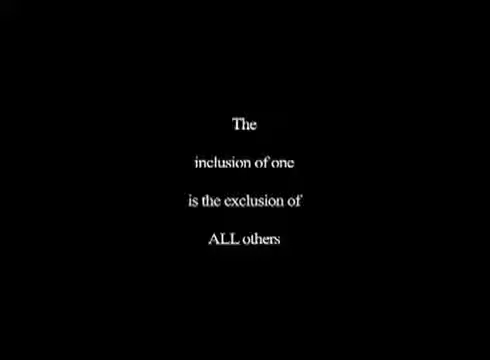 The
inclusion of one
is the exclusion of
ALL others